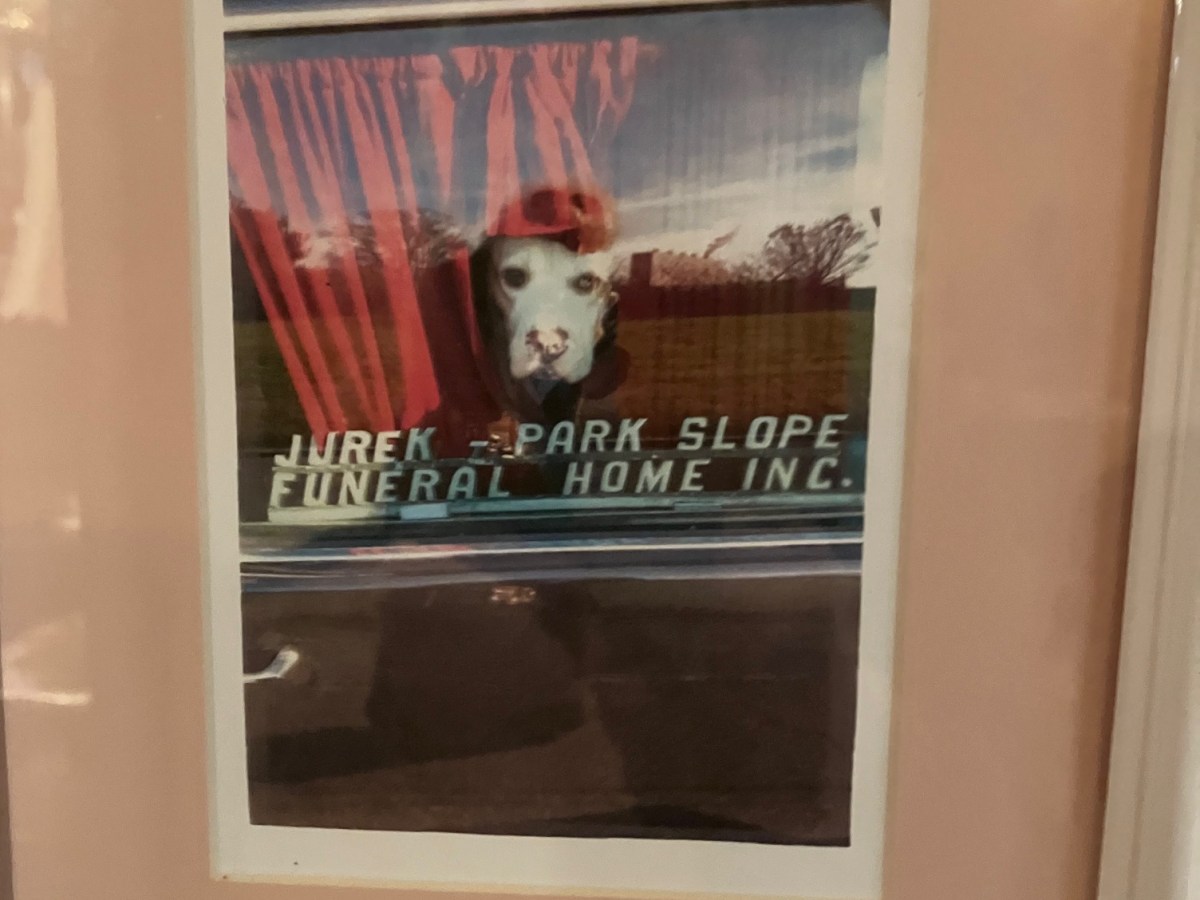 JUREK - PARK SLOPE
FUNERAL HOME INC.